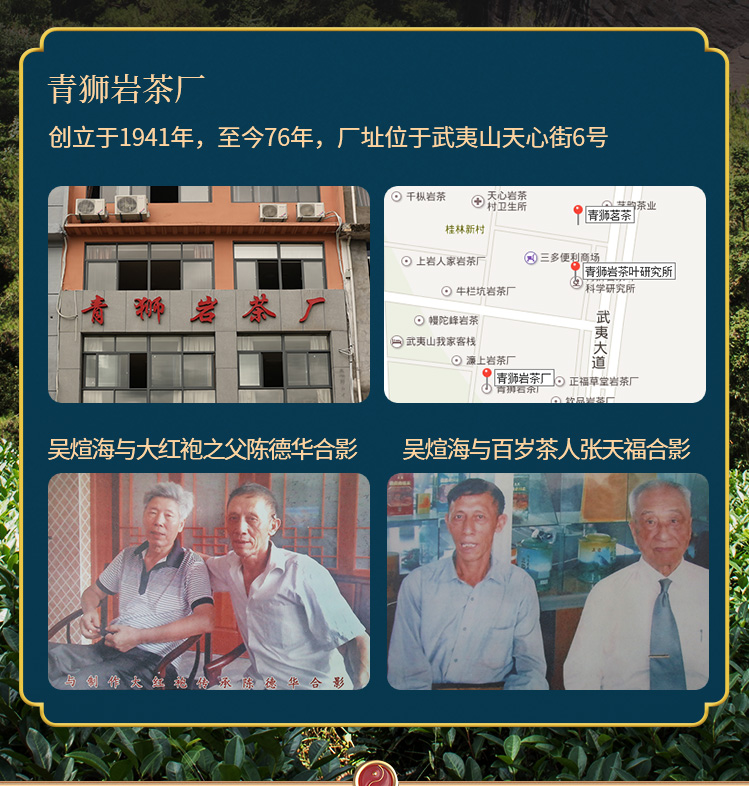 青狮岩茶厂
创立于1941年，至今76年，厂址位于武夷山天心街6号
青狮岩茶厂
千枞岩茶
天心岩茶
村卫生所
青狮茗茶
桂林新村
上岩人家岩茶厂
三多便利商场
青狮岩茶叶研究所
科学研究所
牛栏坑岩茶厂
幔陀峰岩茶
武夷大道
武夷山我家客栈
濂上岩茶厂
青狮岩茶厂
正福草堂岩茶厂
青狮岩茶厂
吴煊海与大红袍之父陈德华合影
吴煊海与百岁茶人张天福合影
与制作大红袍传承陈德华合影